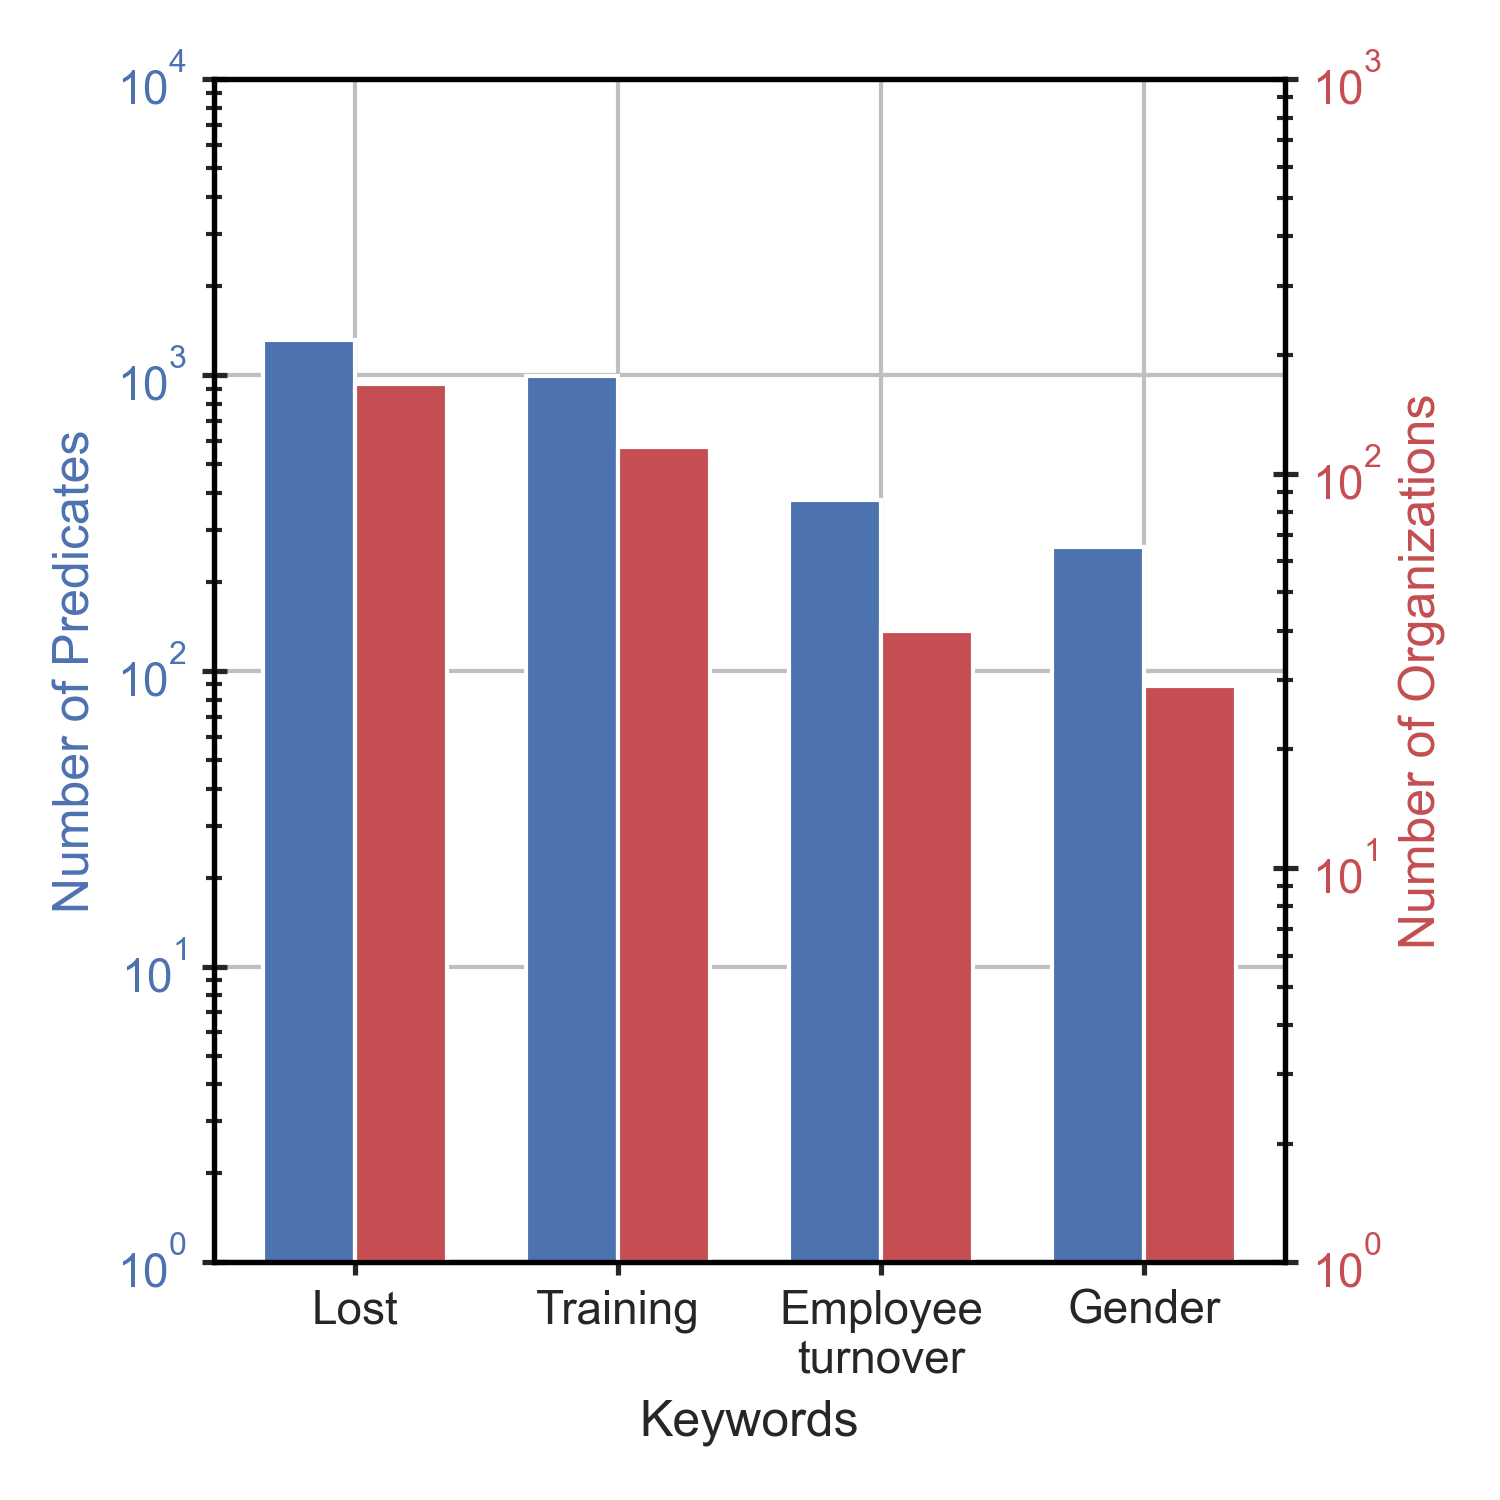 Number of Predicates
10^4
10^3
10^2
10^1
10^0
10^3
10^2
10^1
10^0
Number of Organizations
Lost
Training
Employee
turnover
Gender
Keywords